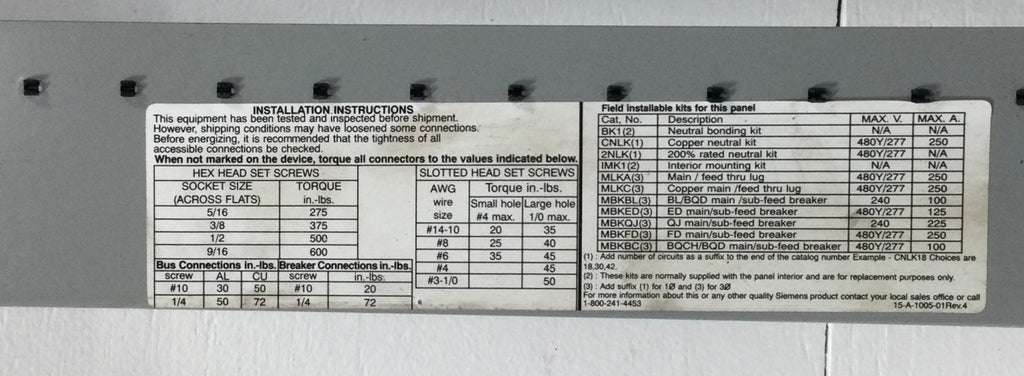 INSTALLATION INSTRUCTIONS
This equipment has been tested and inspected before shipment.
However, shipping conditions may have loosened some connections.
Before energizing, it is recommended that the tightness of all
accessible connections be checked.
When not marked on the device, torque all connectors to the values indicated below.
HEX HEAD SET SCREWS
SOCKET SIZE TORQUE
(ACROSS FLATS) in.-lbs.
5/16 275
3/8 375
1/2 500
9/16 600
Bus Connections in.-lbs. Breaker Connections in.-lbs.
screw AL CU screw in.-lbs.
#10 30 50 #10 20
1/4 50 72 1/4 72
SLOTTED HEAD SET SCREWS
AWG Torque in.-lbs.
wire Small hole Large hole
size #4 max. 1/0 max.
#14-10 20 35
#8 25 40
#6 35 45
#4 45
#3-1/0 50
Field installable kits for this panel
Cat, No. Description MAX. V. MAX. A.
BK1(2) Neutral bonding kit N/A N/A
CNLK(1) Copper neutral kit 480Y/277 250
2NLK(1) 200% rated neutral kit 480Y/277 250
IMK1(2) Interior mounting kit N/A N/A
MLKA(3) Main / feed thru lug 480Y/277 250
MLKC(3) Copper main /feed thru lug 480Y/277 250
MBKBL(3) BL/BQD main /sub-feed breaker 240 100
MBKED(3) ED main/sub-feed breaker 480Y/277 125
MBKQJ(3) QJ main/sub-feed breaker 240 225
MBKFD(3) FD main/sub-feed breaker 480Y/277 250
MBKBC(3) BQCH/BQD main/sub-feed breaker 480Y/277 100
(1) : Add number of circuits as a suffix to the end of the catalog number Example - CNLK18 Choices are
18,30,42.
(2) : These kits are normally supplied with the panel interior and are for replacement purposes only.
(3) : Add suffix (1) for 1Ø and (3) for 3Ø
For more information about this or any other quality Siemens product contact your local sales office or call
1-800-241-4453 15-A-1005-01Rev.4